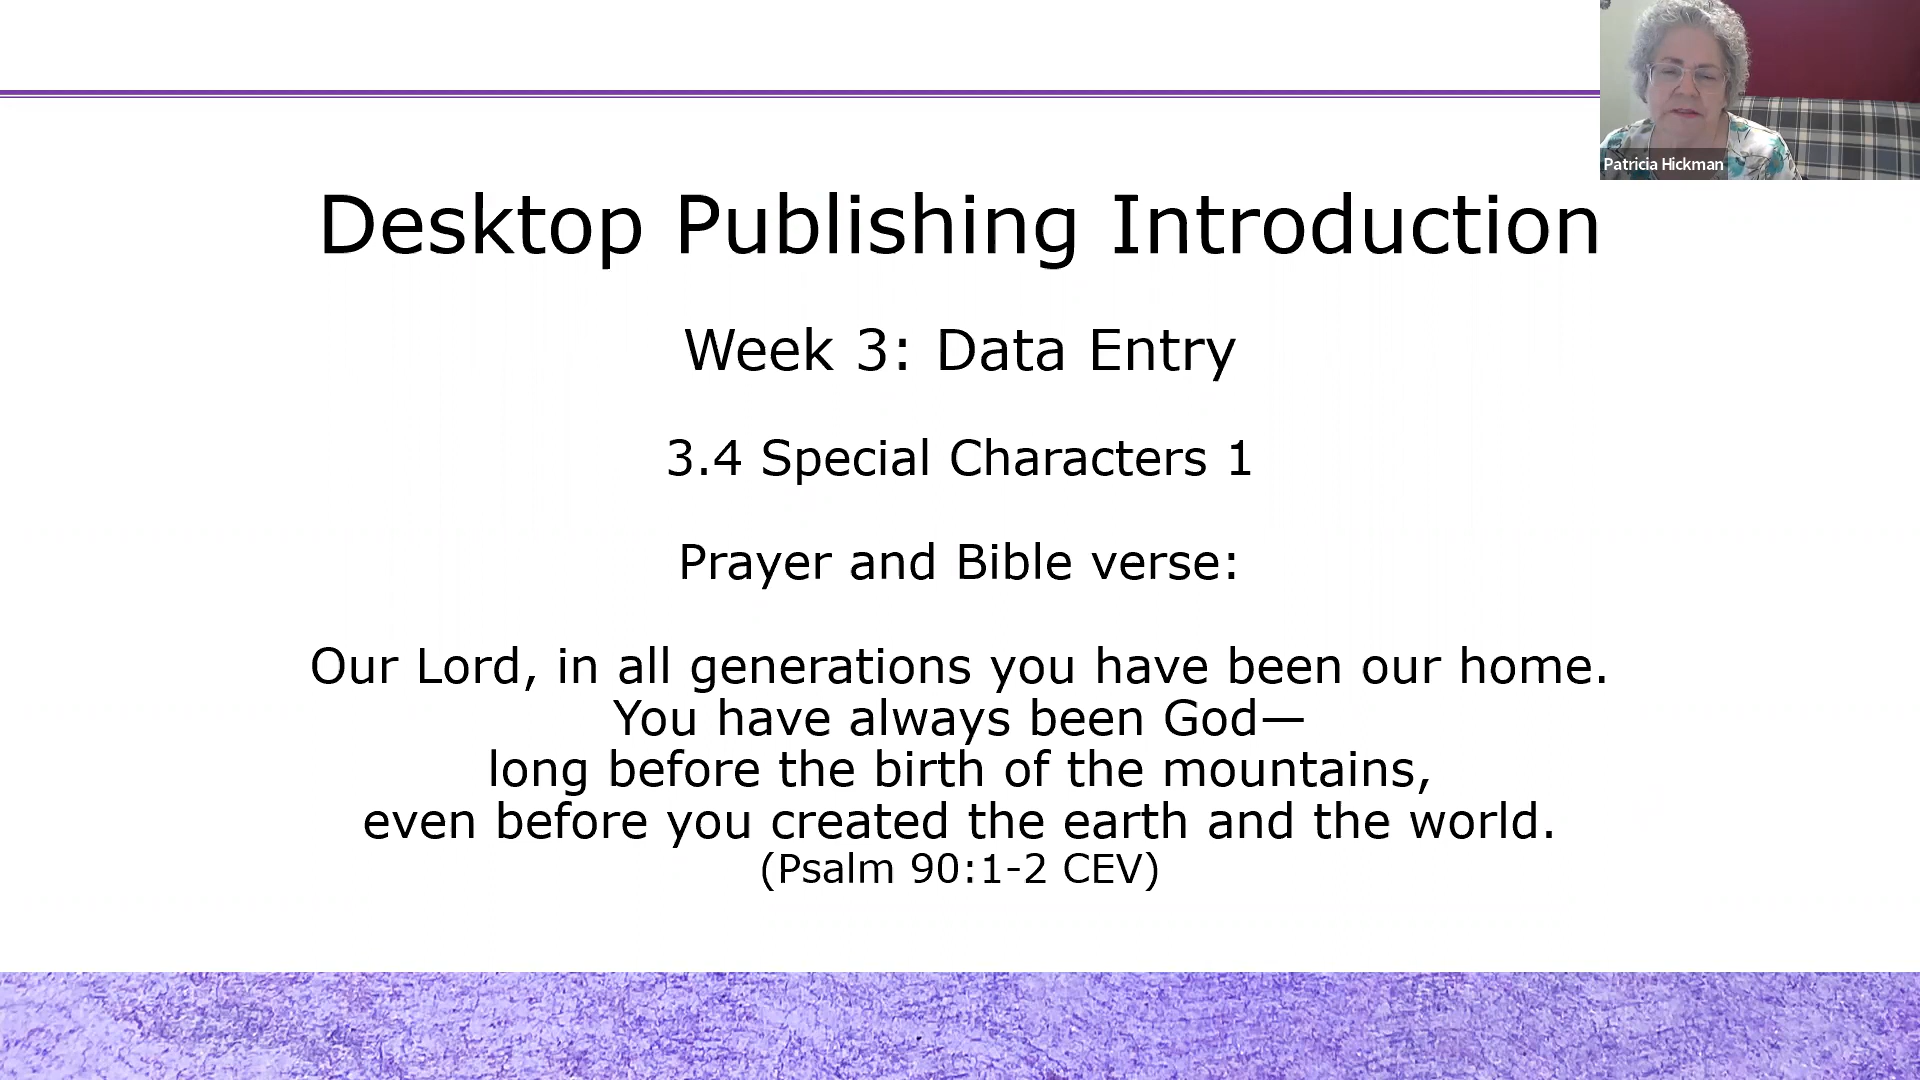 Patricia Hickman
Desktop Publishing Introduction
Week 3: Data Entry
3.4 Special Characters 1
Prayer and Bible verse:
Our Lord, in all generations you have been our home.
You have always been God—
long before the birth of the mountains,
even before you created the earth and the world.
(Psalm 90:1-2 CEV)